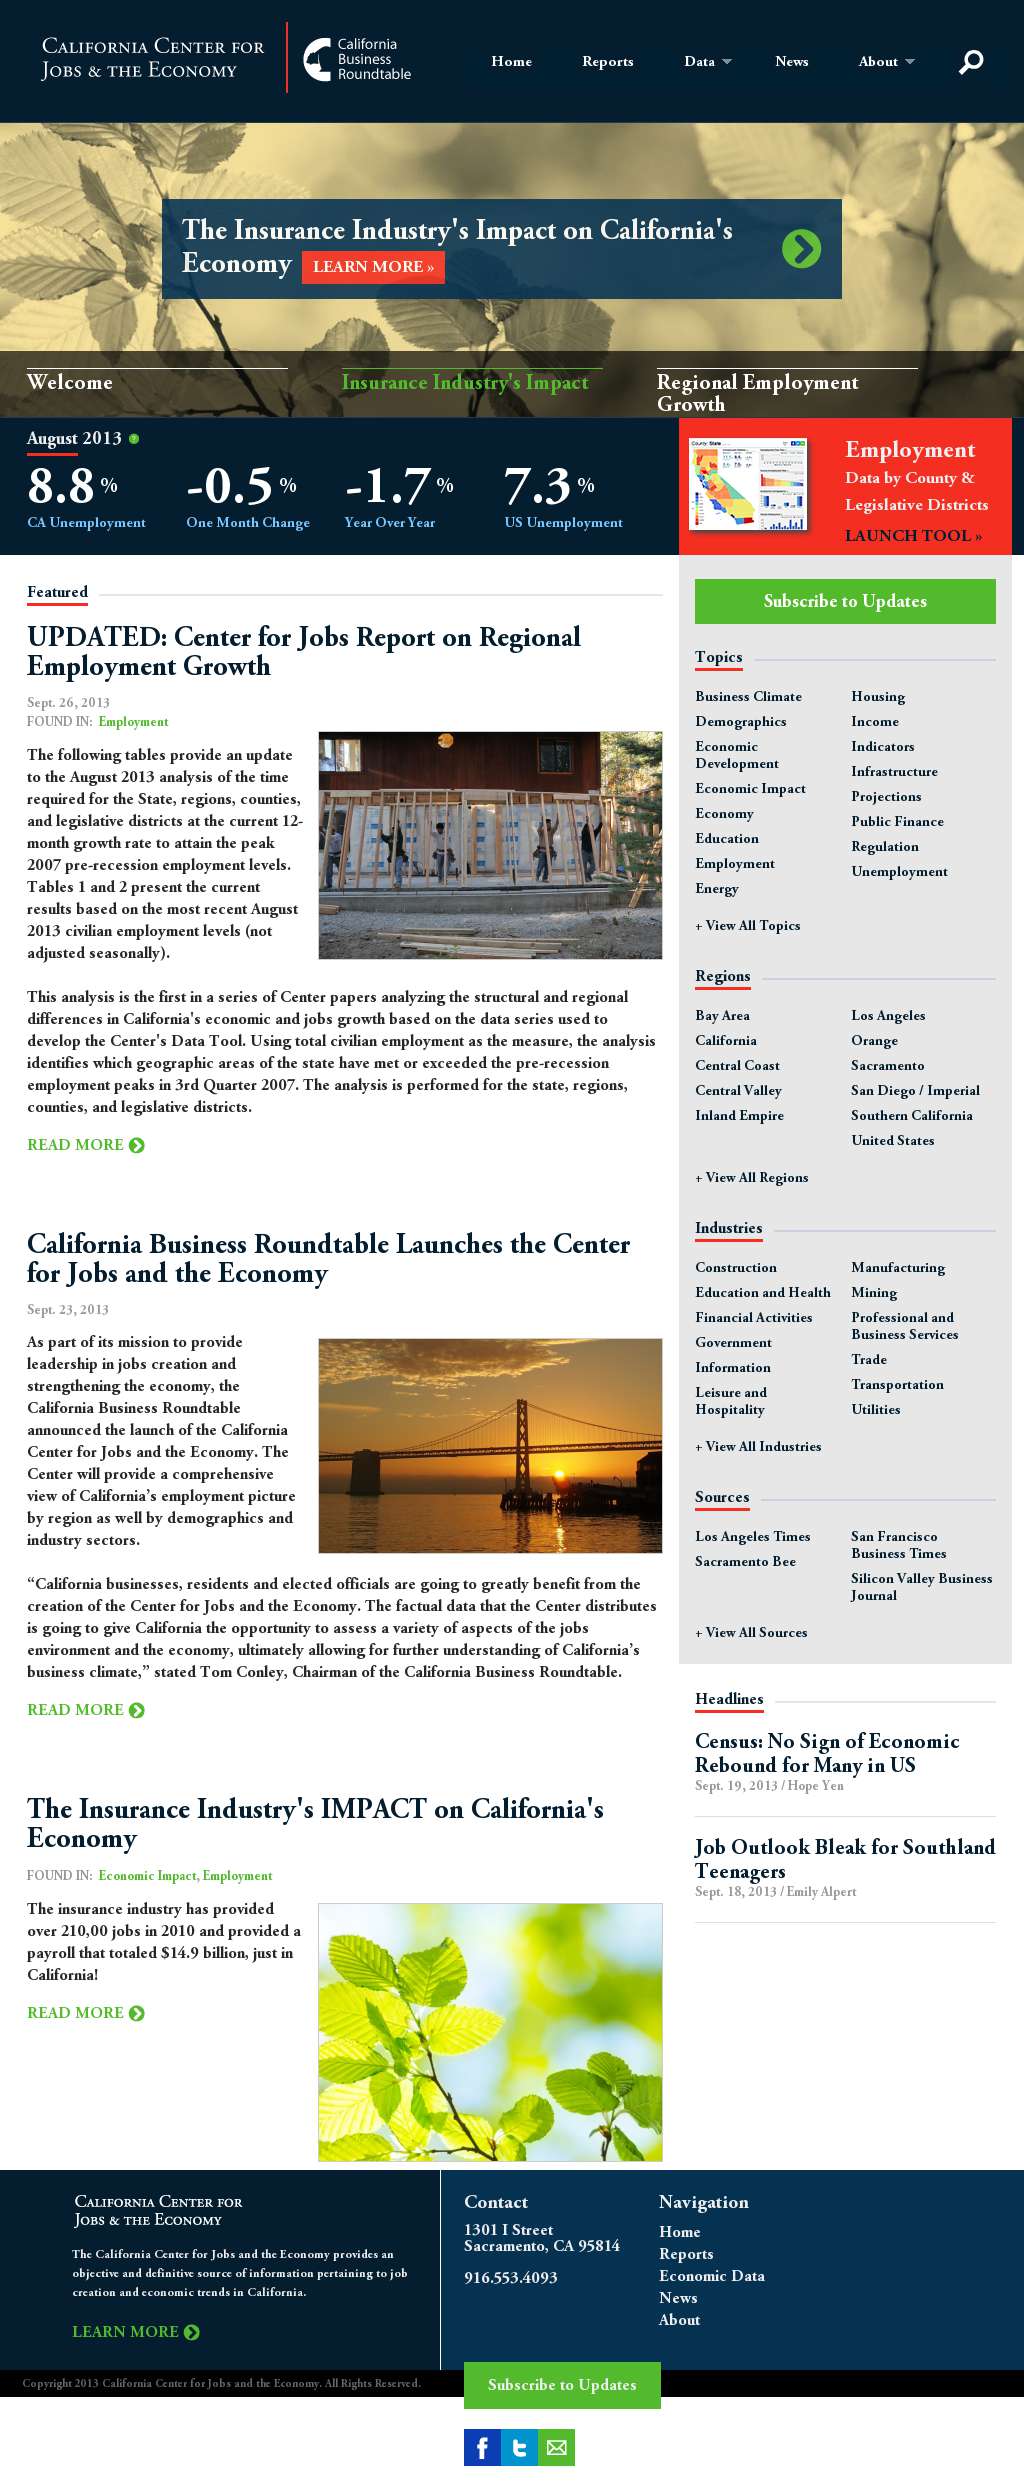 California Center for
Jobs & the Economy
California
Business
Roundtable
Home
Reports
Data
News
About
The Insurance Industry's Impact on California's
Economy LEARN MORE »
Welcome
Insurance Industry's Impact
Regional Employment
Growth
August 2013
8.8 %
CA Unemployment
-0.5 %
One Month Change
-1.7 %
Year Over Year
7.3 %
US Unemployment
Employment
Data by County &
Legislative Districts
LAUNCH TOOL »
Featured
UPDATED: Center for Jobs Report on Regional
Employment Growth
Sept. 26, 2013
FOUND IN: Employment
The following tables provide an update
to the August 2013 analysis of the time
required for the State, regions, counties,
and legislative districts at the current 12-
month growth rate to attain the peak
2007 pre-recession employment levels.
Tables 1 and 2 present the current
results based on the most recent August
2013 civilian employment levels (not
adjusted seasonally).
This analysis is the first in a series of Center papers analyzing the structural and regional
differences in California's economic and jobs growth based on the data series used to
develop the Center's Data Tool. Using total civilian employment as the measure, the analysis
identifies which geographic areas of the state have met or exceeded the pre-recession
employment peaks in 3rd Quarter 2007. The analysis is performed for the state, regions,
counties, and legislative districts.
READ MORE
California Business Roundtable Launches the Center
for Jobs and the Economy
Sept. 23, 2013
As part of its mission to provide
leadership in jobs creation and
strengthening the economy, the
California Business Roundtable
announced the launch of the California
Center for Jobs and the Economy. The
Center will provide a comprehensive
view of California’s employment picture
by region as well by demographics and
industry sectors.
“California businesses, residents and elected officials are going to greatly benefit from the
creation of the Center for Jobs and the Economy. The factual data that the Center distributes
is going to give California the opportunity to assess a variety of aspects of the jobs
environment and the economy, ultimately allowing for further understanding of California’s
business climate,” stated Tom Conley, Chairman of the California Business Roundtable.
READ MORE
The Insurance Industry's IMPACT on California's
Economy
FOUND IN: Economic Impact, Employment
The insurance industry has provided
over 210,00 jobs in 2010 and provided a
payroll that totaled $14.9 billion, just in
California!
READ MORE
Subscribe to Updates
Topics
Business Climate
Demographics
Economic
Development
Economic Impact
Economy
Education
Employment
Energy
Housing
Income
Indicators
Infrastructure
Projections
Public Finance
Regulation
Unemployment
+ View All Topics
Regions
Bay Area
California
Central Coast
Central Valley
Inland Empire
Los Angeles
Orange
Sacramento
San Diego / Imperial
Southern California
United States
+ View All Regions
Industries
Construction
Education and Health
Financial Activities
Government
Information
Leisure and
Hospitality
Manufacturing
Mining
Professional and
Business Services
Trade
Transportation
Utilities
+ View All Industries
Sources
Los Angeles Times
Sacramento Bee
San Francisco
Business Times
Silicon Valley Business
Journal
+ View All Sources
Headlines
Census: No Sign of Economic
Rebound for Many in US
Sept. 19, 2013 / Hope Yen
Job Outlook Bleak for Southland
Teenagers
Sept. 18, 2013 / Emily Alpert
California Center for
Jobs & the Economy
The California Center for Jobs and the Economy provides an
objective and definitive source of information pertaining to job
creation and economic trends in California.
LEARN MORE
Contact
1301 I Street
Sacramento, CA 95814
916.553.4093
Navigation
Home
Reports
Economic Data
News
About
Copyright 2013 California Center for Jobs and the Economy. All Rights Reserved.
Subscribe to Updates